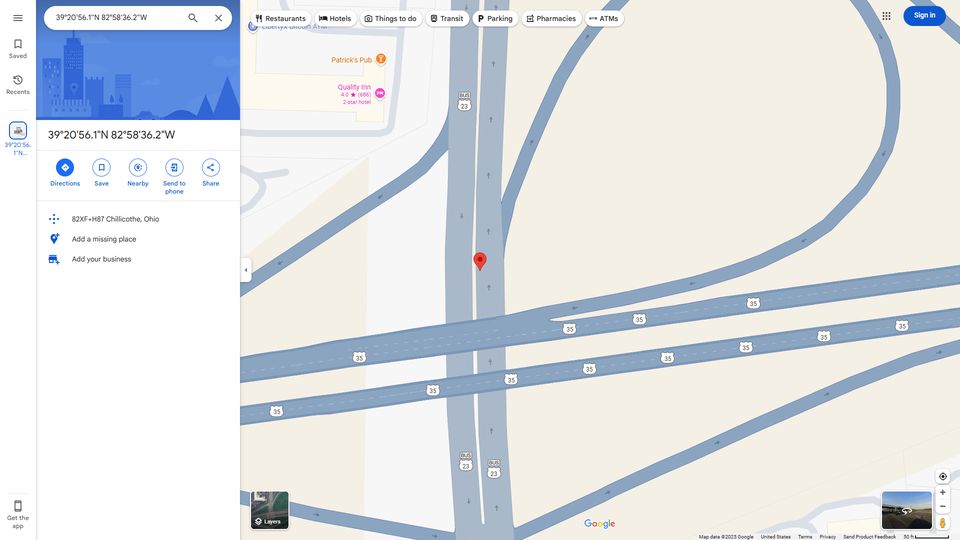 39°20'56.1"N 82°58'36.2"W
Restaurants
Hotels
Things to do
Transit
Parking
Pharmacies
ATMs
Sign in
Saved
Recents
39°20'56.
1"N...
Get the
app
39°20'56.1"N 82°58'36.2"W
Directions
Save
Nearby
Send to
phone
Share
82XF+H87 Chillicothe, Ohio
Add a missing place
Add your business
Patrick's Pub
Quality Inn
4.0 ★ (686)
2-star hotel
BUS
23
35
35
35
35
35
35
35
35
35
35
35
35
BUS
23
BUS
23
Layers
Google
Map data ©2025 Google
United States
Terms
Privacy
Send Product Feedback
50 ft